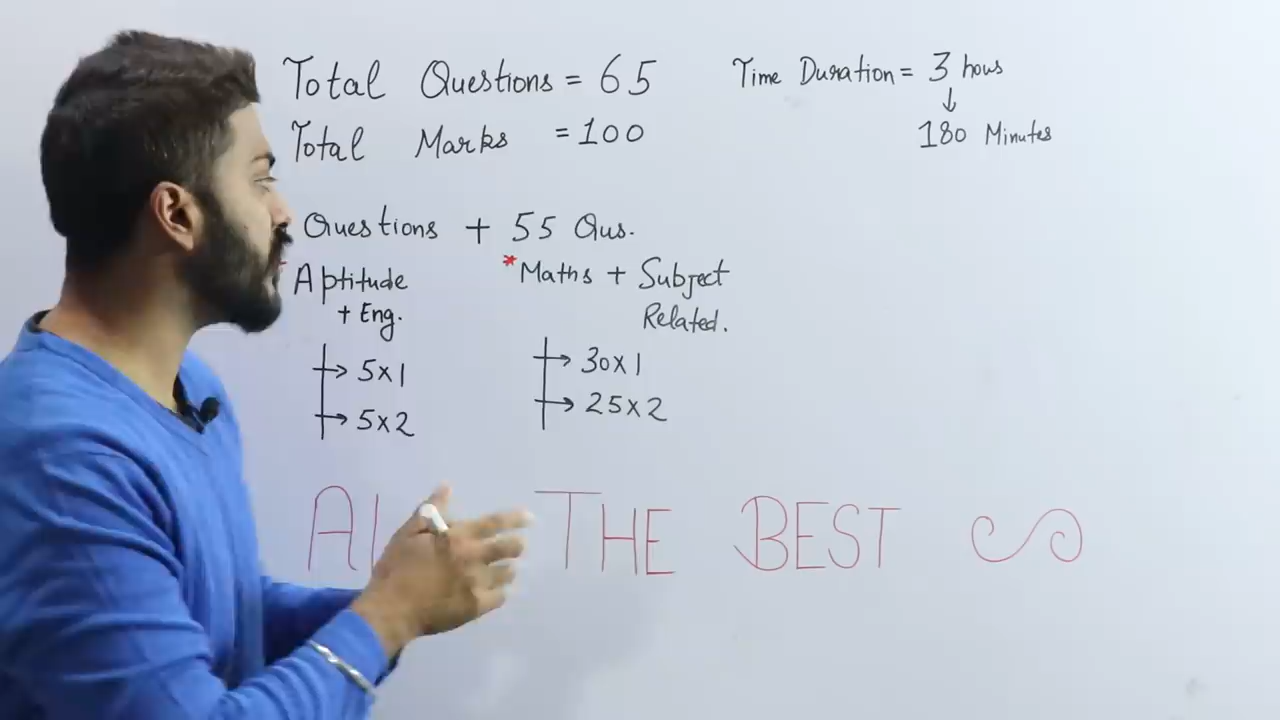 Total Questions = 65
Total Marks = 100
Time Duration = 3 hours
↓
180 Minutes
Questions + 55 Qus.
Aptitude
+ Eng.
*Maths + Subject
Related.
→ 5x1
→ 5x2
→ 30x1
→ 25x2
THE BEST